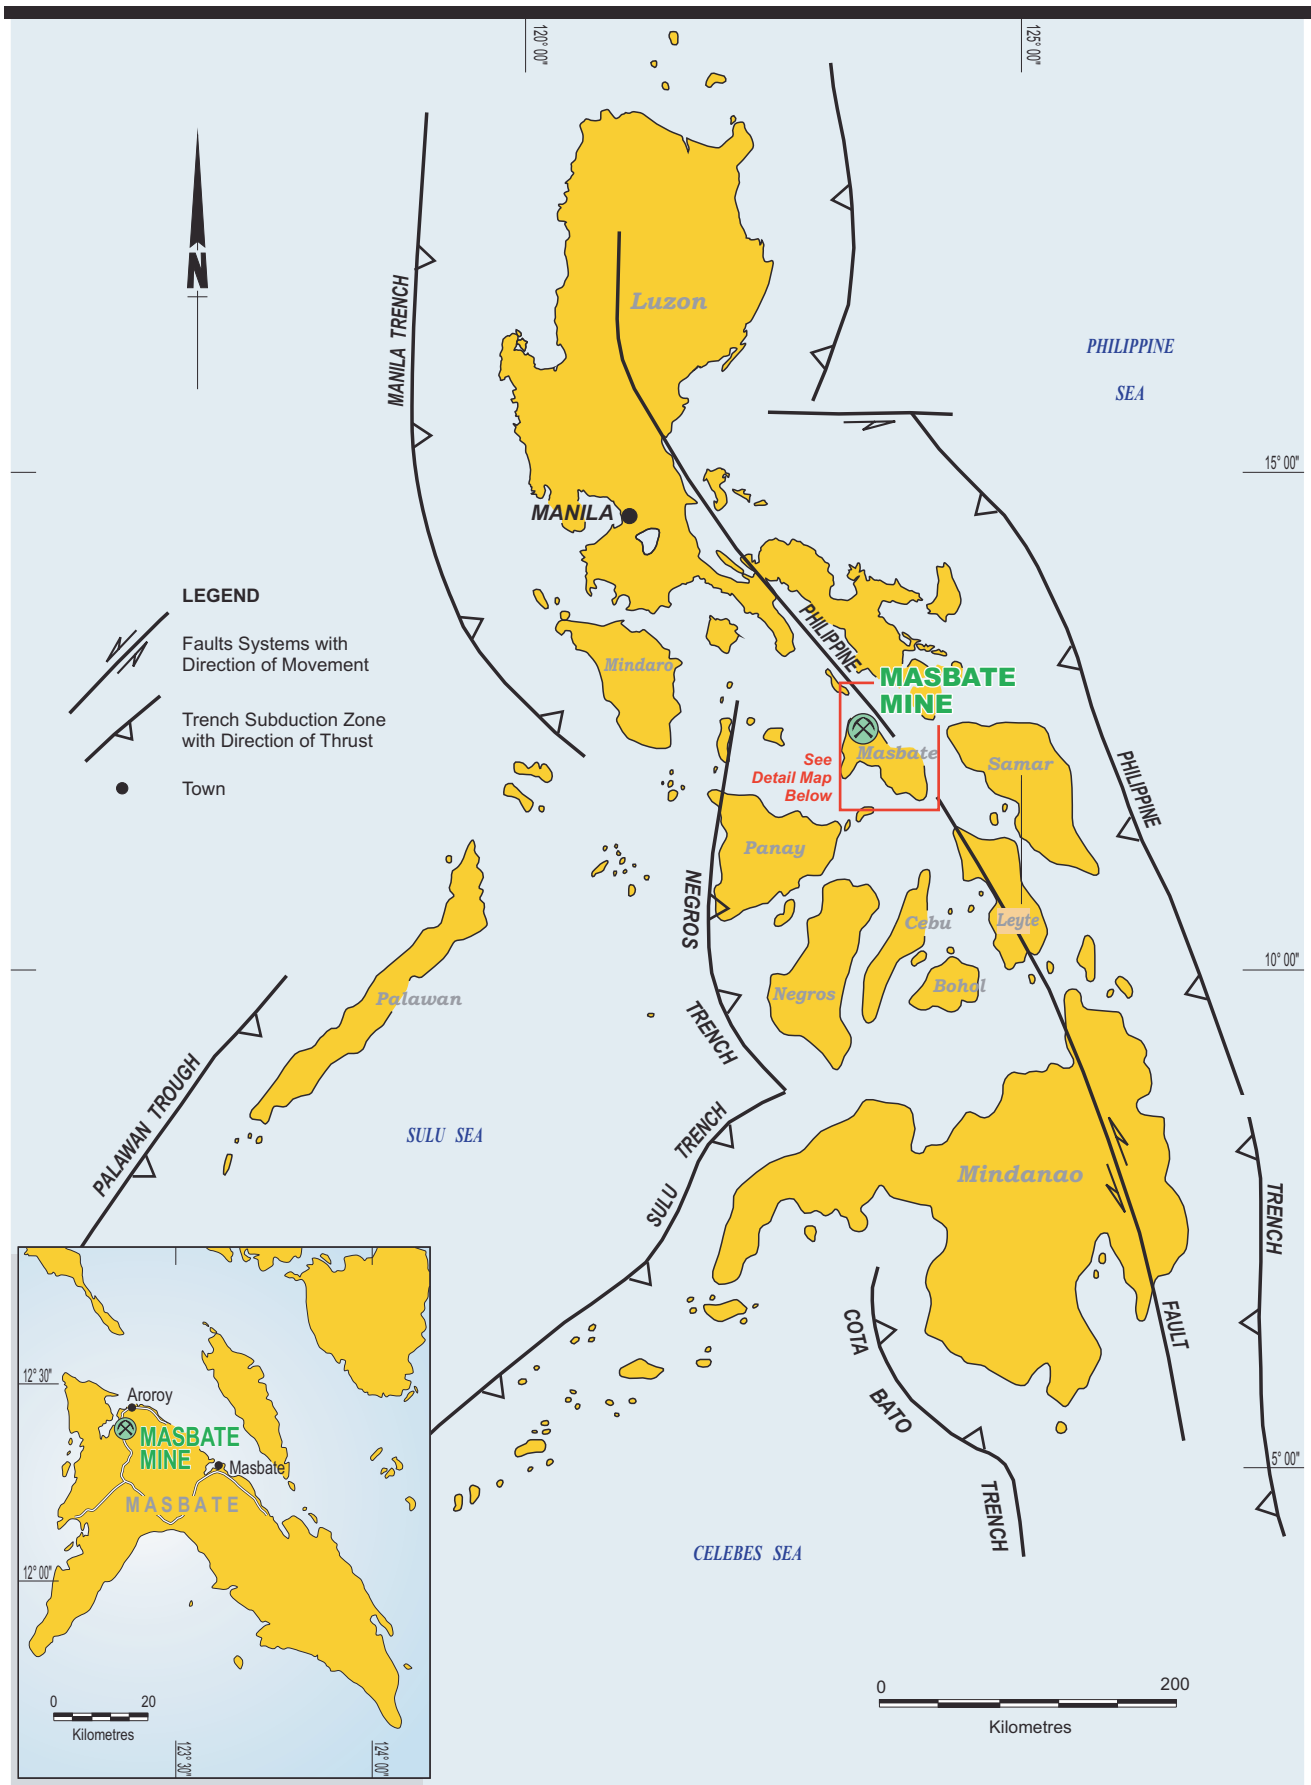 120° 00"
125° 00"
N
MANILA TRENCH
Luzon
PHILIPPINE
SEA
15° 00"
MANILA
LEGEND
Faults Systems with
Direction of Movement
Trench Subduction Zone
with Direction of Thrust
Town
Mindaro
PHILIPPINE
MASBATE
MINE
Masbate
See
Detail Map
Below
Samar
PHILIPPINE
Panay
NEGROS
Cebu
Leyte
10° 00"
Palawan
Negros
Bohal
TRENCH
PALAWAN TROUGH
SULU SEA
TRENCH
SULU
Mindanao
TRENCH
COTA
FAULT
BATO
5° 00"
TRENCH
CELEBES SEA
12° 30"
Aroroy
MASBATE
MINE
Masbate
MASBATE
12° 00"
0 20
Kilometres
123° 30"
124° 00"
0 200
Kilometres